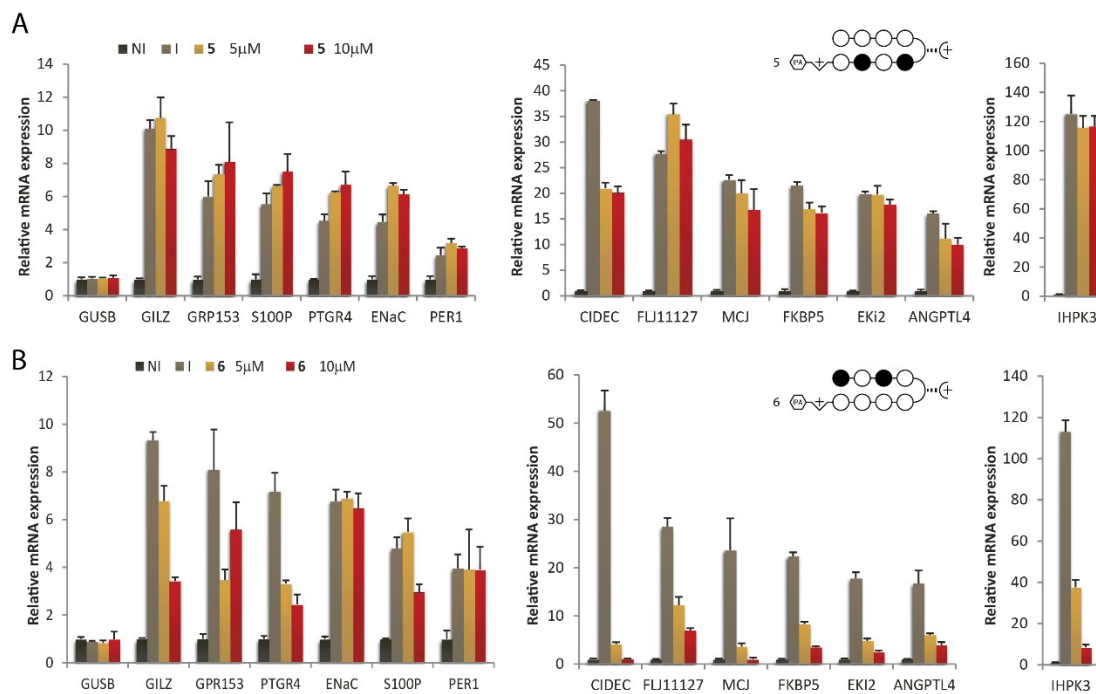 A
NI I 5 5µM 5 10µM
Relative mRNA expression
14
12
10
8
6
4
2
0
GUSB GILZ GRP153 S100P PTGR4 ENaC PER1
Relative mRNA expression
45
40
35
30
25
20
15
10
5
0
5 PA + +
CIDEC FLJ11127 MCJ FKBP5 EKi2 ANGPTL4
Relative mRNA expression
160
140
120
100
80
60
40
20
0
IHPK3
B
NI I 6 5µM 6 10µM
Relative mRNA expression
12
10
8
6
4
2
0
GUSB GILZ GPR153 PTGR4 ENaC S100P PER1
Relative mRNA expression
60
50
40
30
20
10
0
6 PA + +
CIDEC FLJ11127 MCJ FKBP5 EKI2 ANGPTL4
Relative mRNA expression
140
120
100
80
60
40
20
0
IHPK3